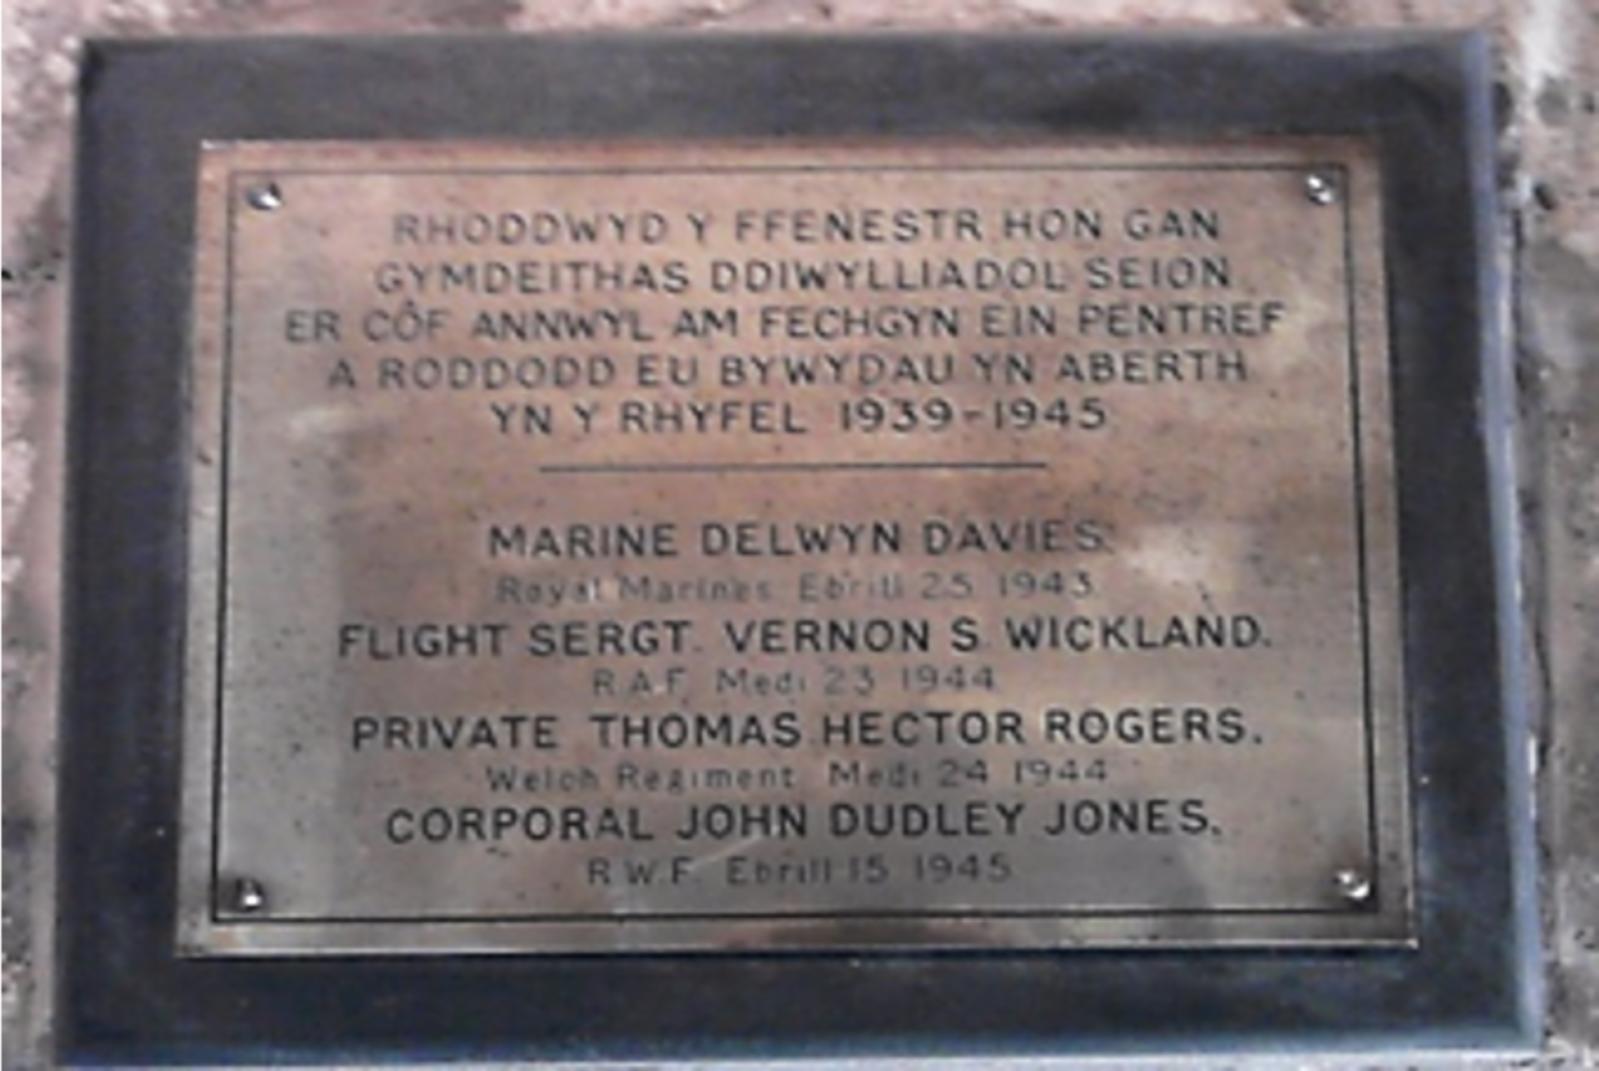 RHODDWYD Y FFENESTR HON GAN
GYMDEITHAS DDIWYLLIADOL SEION
ER CÔF ANNWYL AM FECHGYN EIN PENTREF
A RODDODD EU BYWYDAU YN ABERTH
YN Y RHYFEL 1939-1945
MARINE DELWYN DAVIES.
Royal Marines Ebrill 25 1943
FLIGHT SERGT. VERNON S. WICKLAND.
R.A.F. Medi 23 1944
PRIVATE THOMAS HECTOR ROGERS.
Welch Regiment Medi 24 1944
CORPORAL JOHN DUDLEY JONES.
R.W.F. Ebrill 15 1945